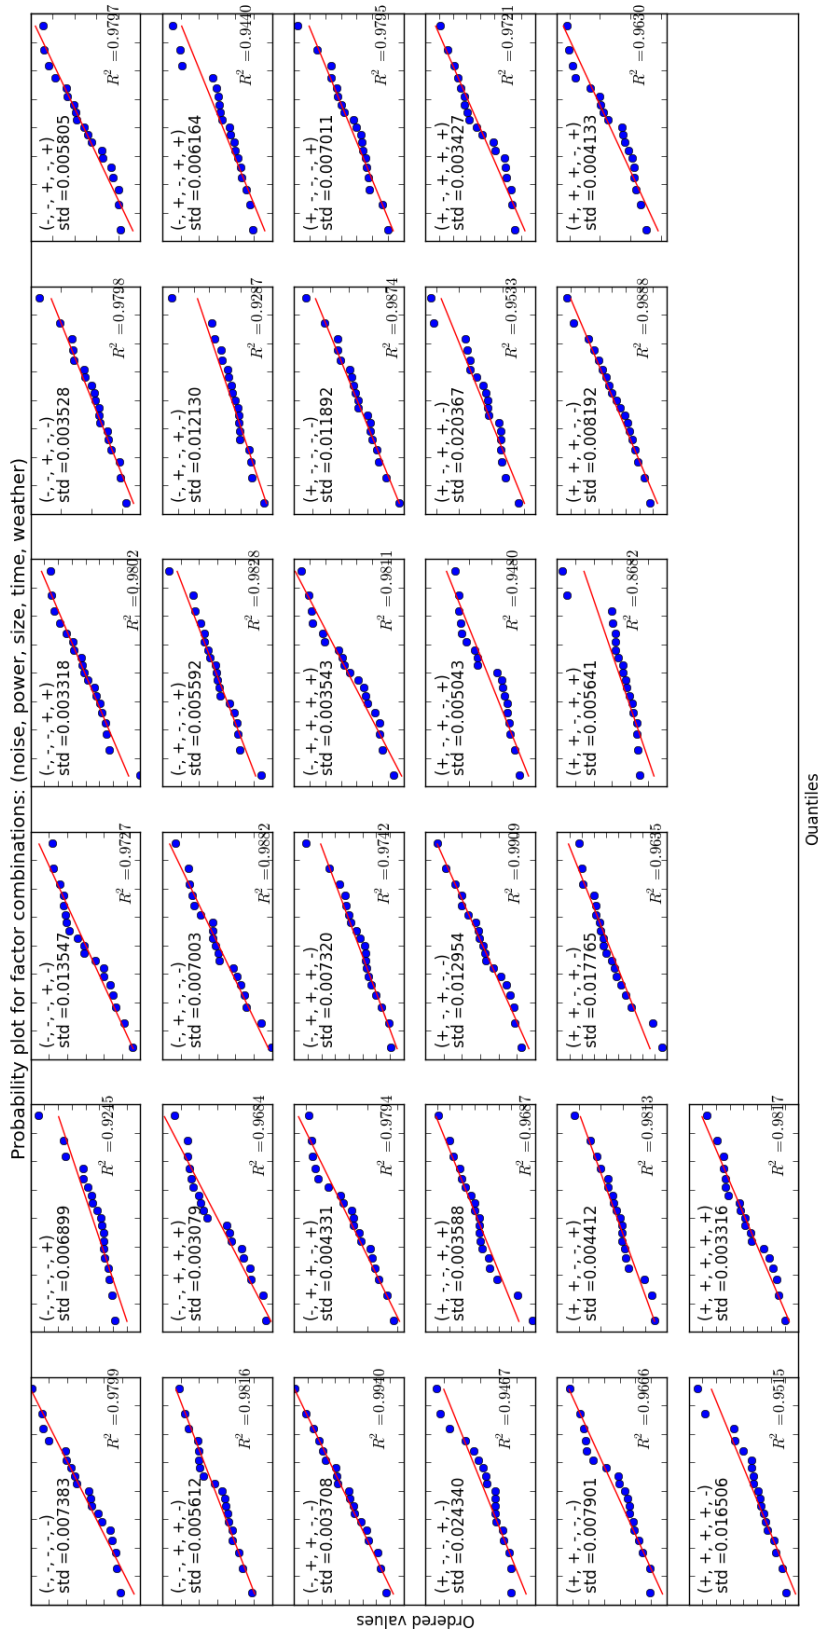 Probability plot for factor combinations: (noise, power, size, time, weather)
(-, -, -, -, -)
std =0.007383
R² =0.9799
(-, -, -, -, +)
std =0.006899
R² =0.9245
(-, -, -, +, -)
std =0.013547
R² =0.9727
(-, -, -, +, +)
std =0.003318
R² =0.9802
(-, -, +, -, -)
std =0.003528
R² =0.9798
(-, -, +, -, +)
std =0.005805
R² =0.9797
(-, -, +, +, -)
std =0.005612
R² =0.9816
(-, -, +, +, +)
std =0.003079
R² =0.9684
(-, +, -, -, -)
std =0.007003
R² =0.9882
(-, +, -, -, +)
std =0.005592
R² =0.9828
(-, +, -, +, -)
std =0.012130
R² =0.9287
(-, +, -, +, +)
std =0.006164
R² =0.9440
(-, +, +, -, -)
std =0.003708
R² =0.9940
(-, +, +, -, +)
std =0.004331
R² =0.9794
(-, +, +, +, -)
std =0.007320
R² =0.9742
(-, +, +, +, +)
std =0.003543
R² =0.9811
(+, -, -, -, -)
std =0.011892
R² =0.9874
(+, -, -, -, +)
std =0.007011
R² =0.9795
(+, -, -, +, -)
std =0.024340
R² =0.9467
(+, -, -, +, +)
std =0.003588
R² =0.9687
(+, -, +, -, -)
std =0.012954
R² =0.9909
(+, -, +, -, +)
std =0.005043
R² =0.9480
(+, -, +, +, -)
std =0.020367
R² =0.9533
(+, -, +, +, +)
std =0.003427
R² =0.9721
(+, +, -, -, -)
std =0.007901
R² =0.9666
(+, +, -, -, +)
std =0.004412
R² =0.9813
(+, +, -, +, -)
std =0.017765
R² =0.9635
(+, +, -, +, +)
std =0.005641
R² =0.8682
(+, +, +, -, -)
std =0.008192
R² =0.9888
(+, +, +, -, +)
std =0.004133
R² =0.9630
(+, +, +, +, -)
std =0.016506
R² =0.9515
(+, +, +, +, +)
std =0.003316
R² =0.9817
Ordered values
Quantiles